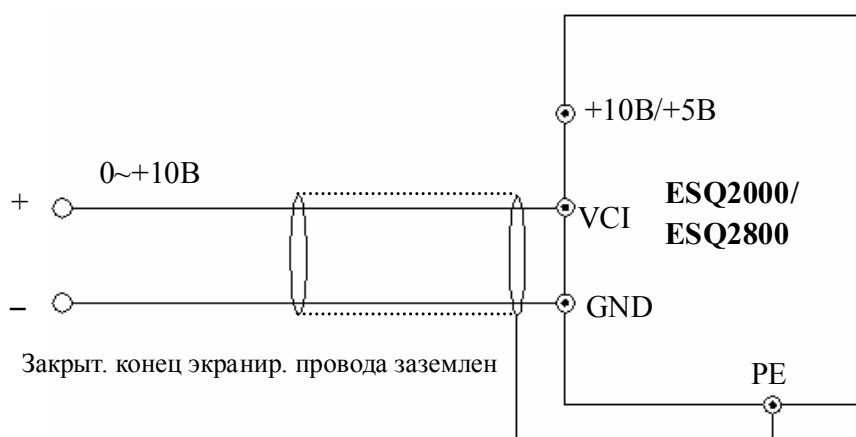 +10В/+5В
0~+10В
+
VCI
ESQ2000/
ESQ2800
–
GND
Закрыт. конец экранир. провода заземлен
PE